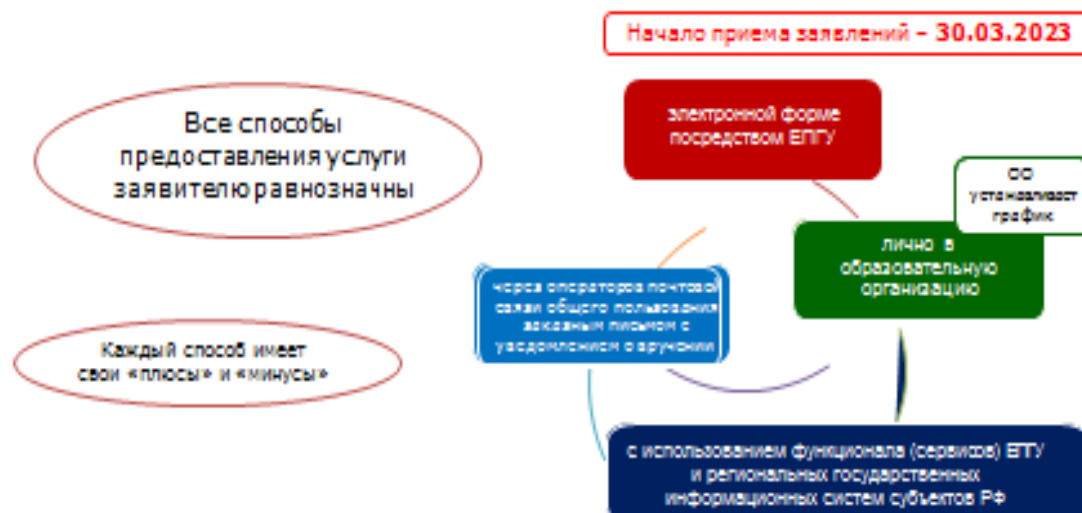 Начало приема заявлений – 30.03.2023
Все способы
предоставления услуги
заявителю равнозначны
электронной форме
посредством ЕПГУ
ОО
устанавливает
график
лично в
образовательную
организацию
через операторов почтовой
связи общего пользования
заказным письмом с
уведомлением о вручении
Каждый способ имеет
свои «плюсы» и «минусы»
с использованием функционала (сервисов) ЕПГУ
и региональных государственных
информационных систем субъектов РФ